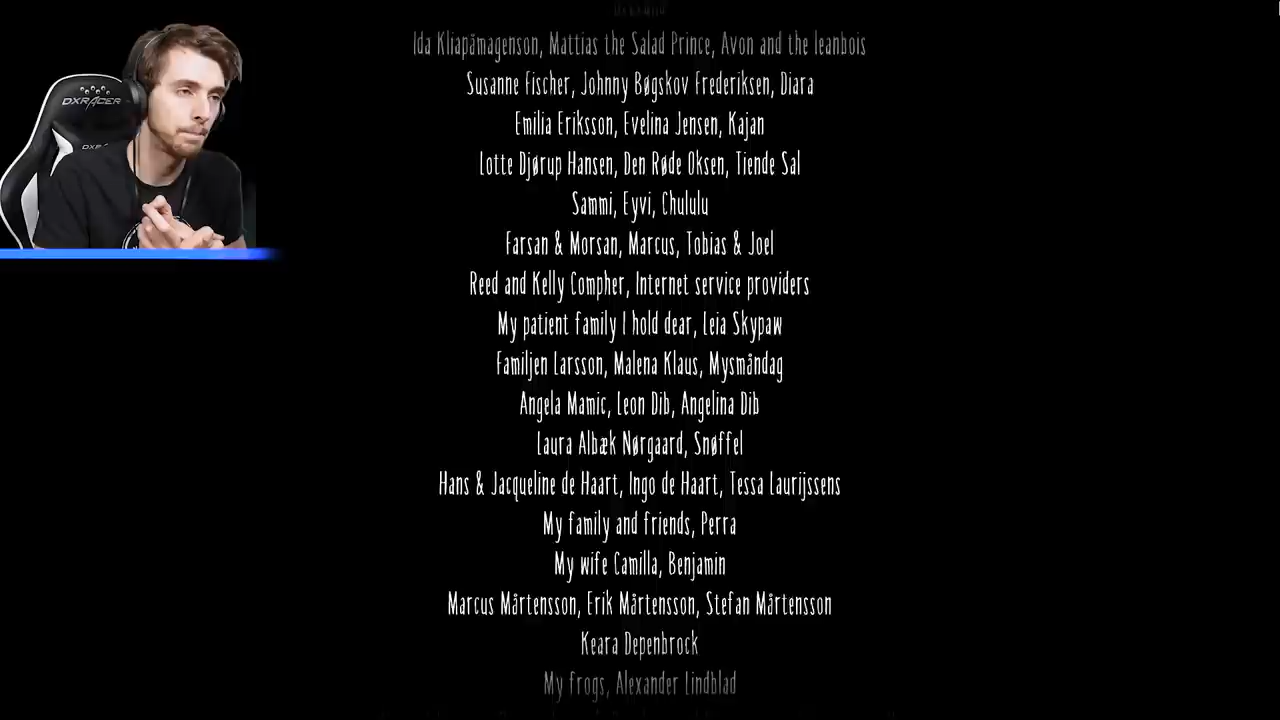 Ida Kliapämagenson, Mattias the Salad Prince, Avon and the leanbois
Susanne Fischer, Johnny Bøgskov Frederiksen, Diara
Emilia Eriksson, Evelina Jensen, Kajan
Lotte Djørup Hansen, Den Røde Oksen, Tiende Sal
Sammi, Eyvi, Chululu
Farsan & Morsan, Marcus, Tobias & Joel
Reed and Kelly Compher, Internet service providers
My patient family I hold dear, Leia Skypaw
Familjen Larsson, Malena Klaus, Mysmåndag
Angela Mamic, Leon Dib, Angelina Dib
Laura Albæk Nørgaard, Snøffel
Hans & Jacqueline de Haart, Ingo de Haart, Tessa Laurijssens
My family and friends, Perra
My wife Camilla, Benjamin
Marcus Mårtensson, Erik Mårtensson, Stefan Mårtensson
Keara Depenbrock
My frogs, Alexander Lindblad
DXRACER